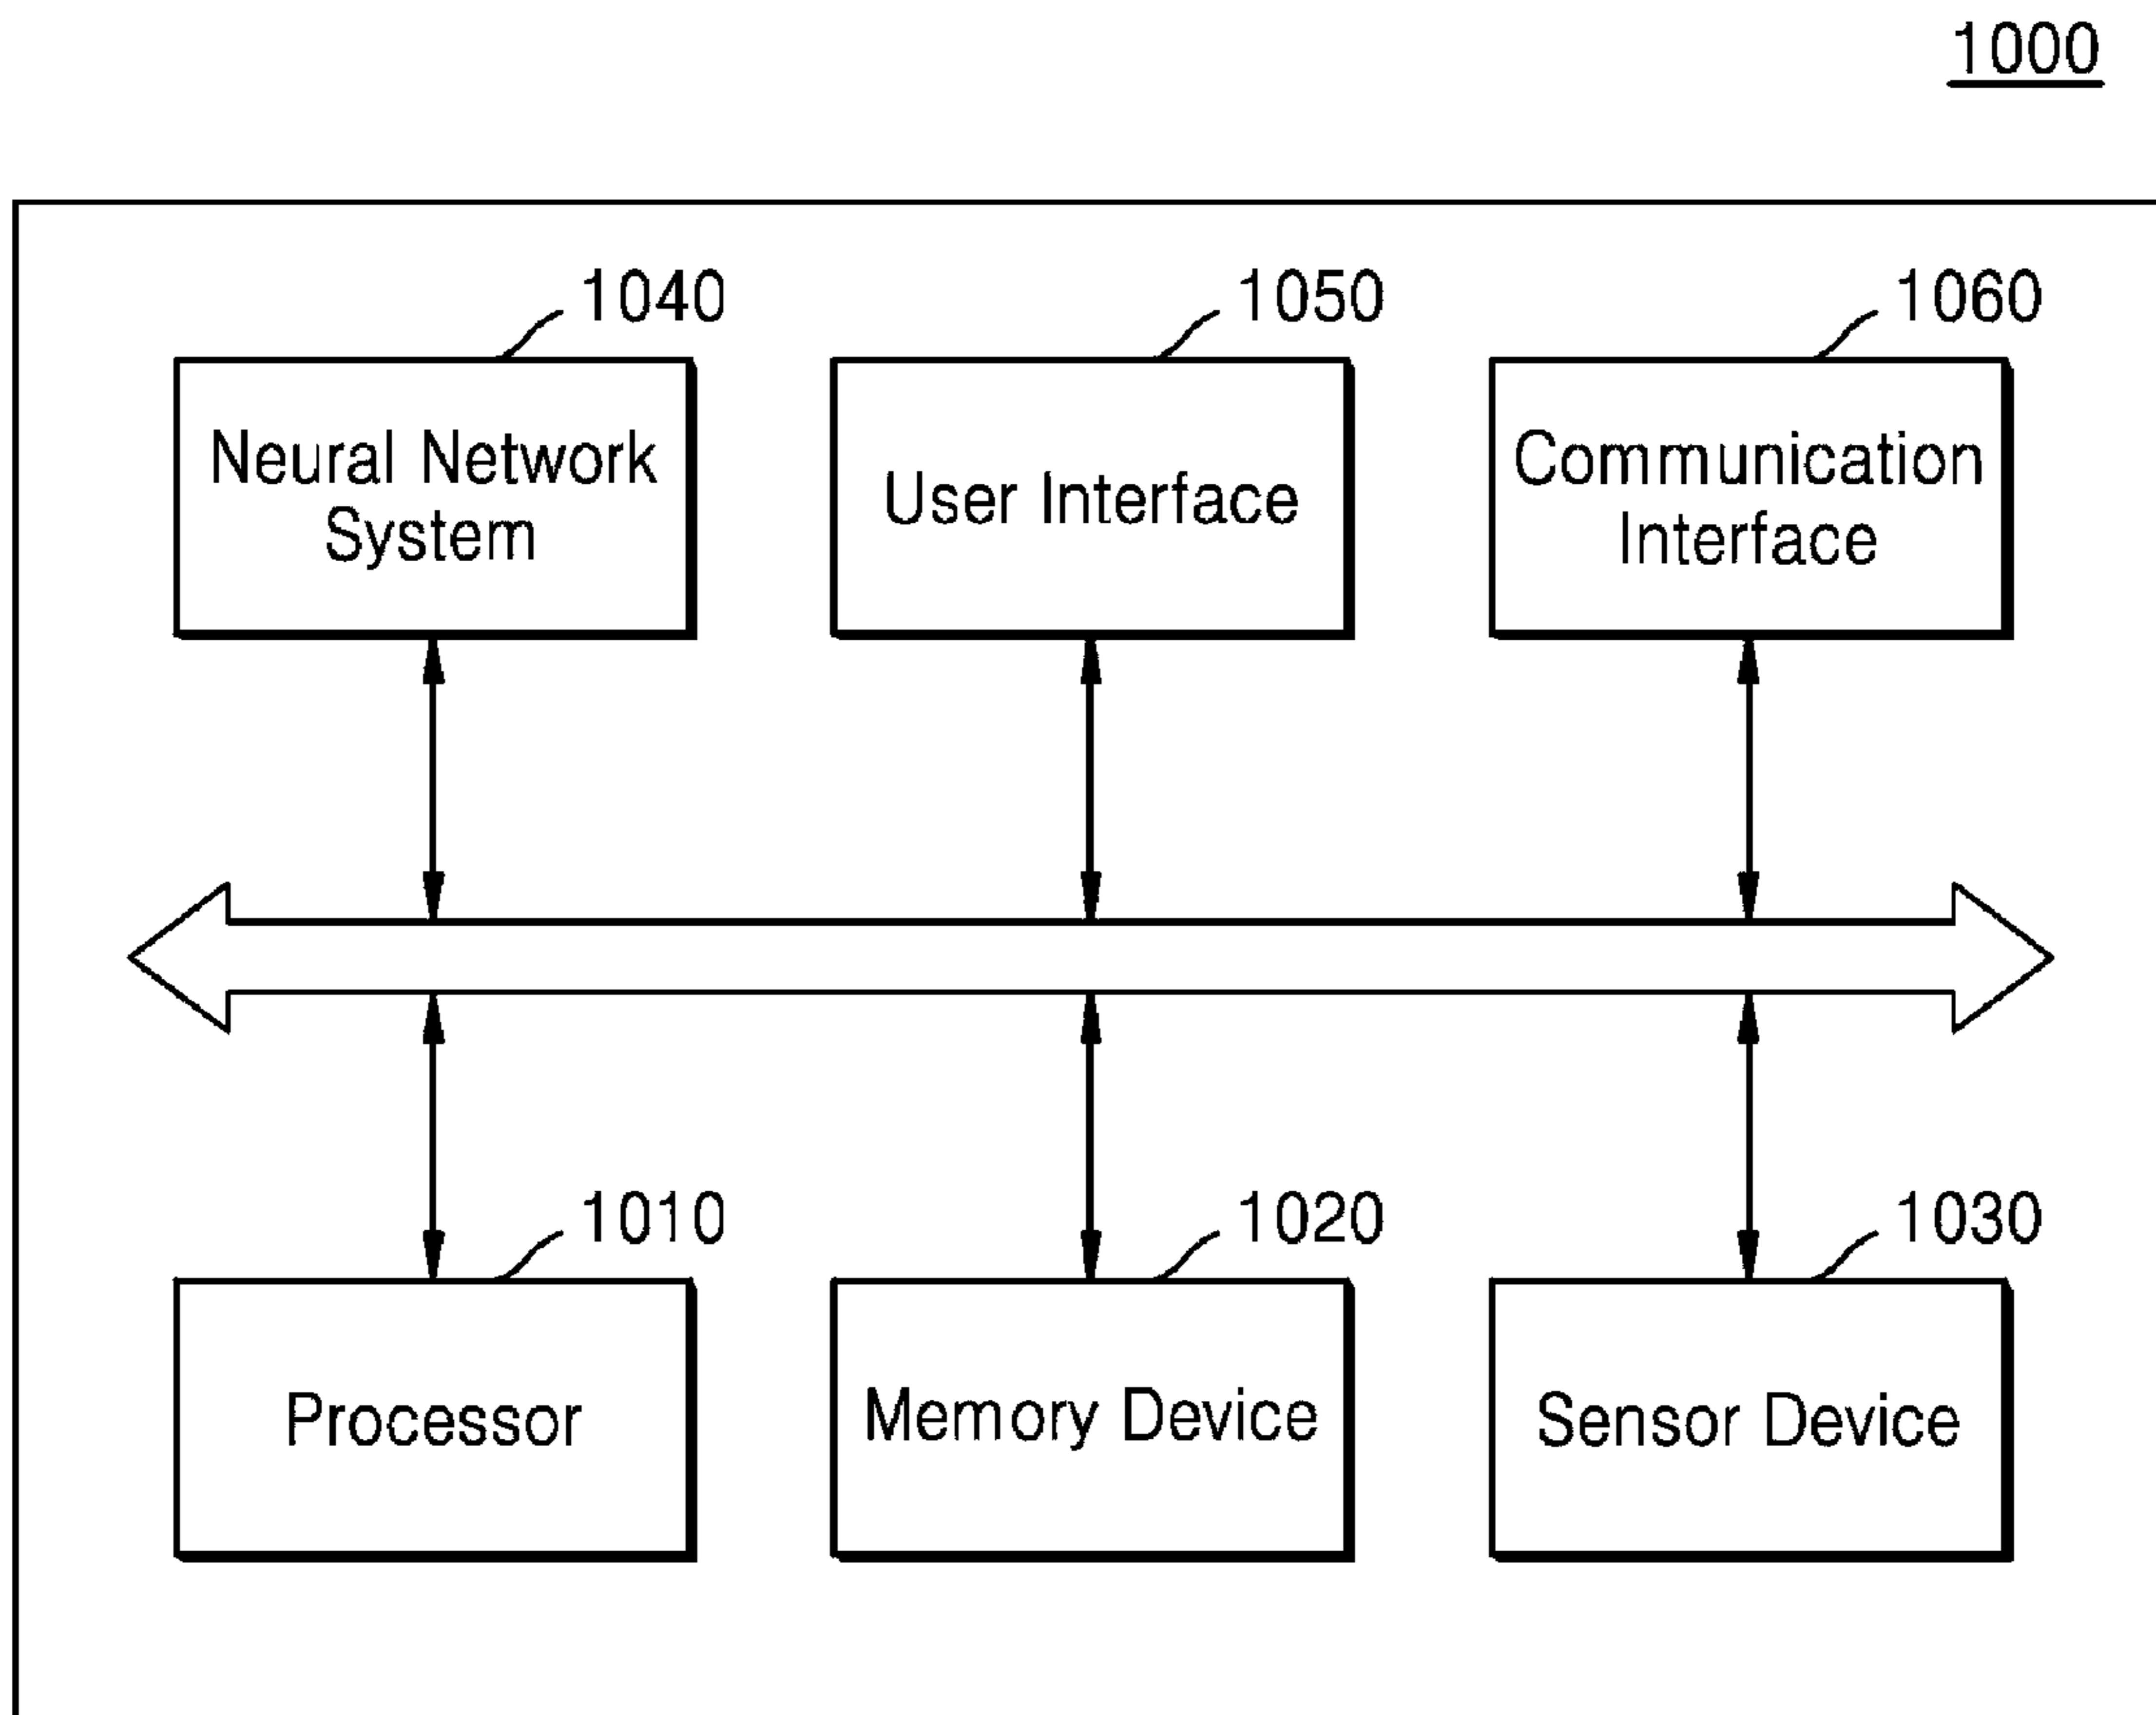 1000
1040
1050
1060
Neural Network
System
User Interface
Communication
Interface
1010
1020
1030
Processor
Memory Device
Sensor Device